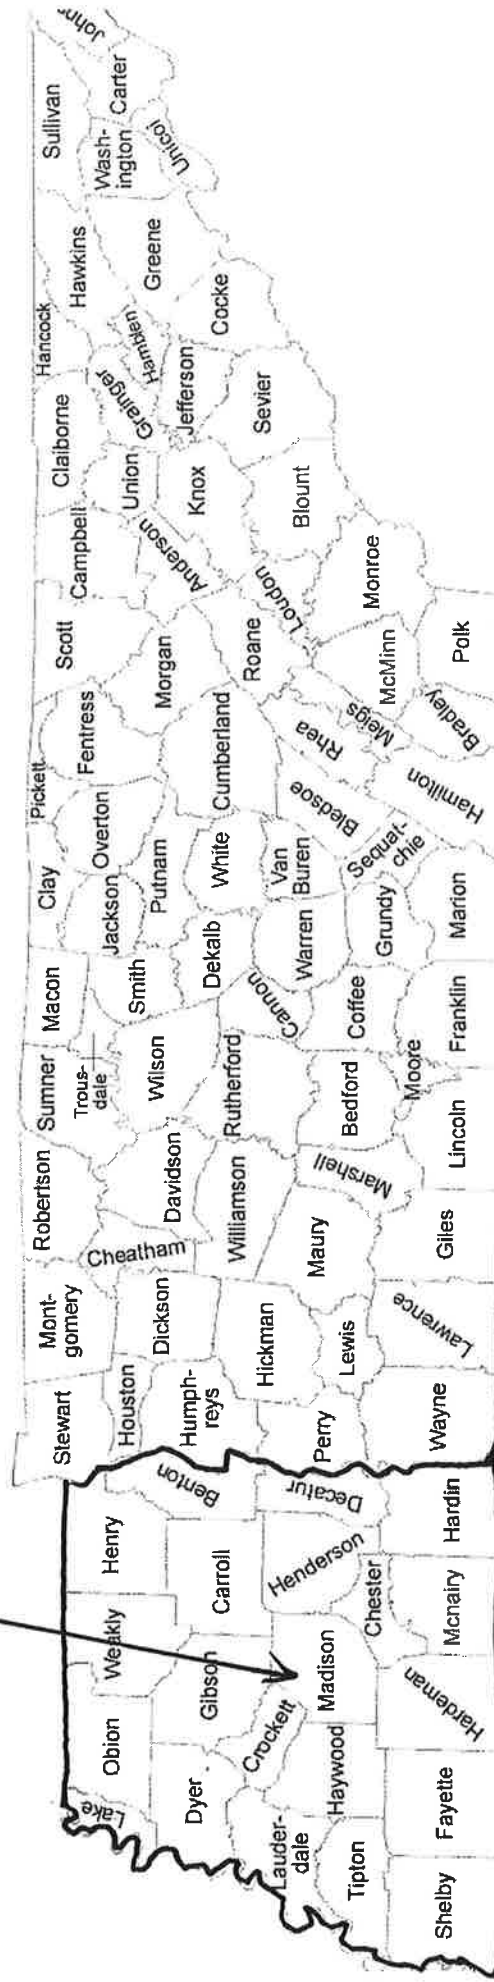 Lake
Obion
Weakly
Henry
Stewart
Mont-
gomery
Robertson
Sumner
Macon
Clay
Pickett
Scott
Campbell
Claiborne
Hancock
Hawkins
Sullivan
John
Dyer
Gibson
Carroll
Benton
Houston
Humph-
reys
Dickson
Cheatham
Davidson
Trous-
dale
Wilson
Smith
Jackson
Overton
Fentress
Putnam
Morgan
Anderson
Union
Grainger
Hamblen
Greene
Wash-
ington
Carter
Unicoi
Lauder-
dale
Crockett
Haywood
Madison
Henderson
Decatur
Perry
Hickman
Lewis
Williamson
Maury
Rutherford
Cannon
Dekalb
White
Van
Buren
Cumberland
Roane
Loudon
Knox
Jefferson
Cocke
Sevier
Blount
Tipton
Chester
Marshall
Bedford
Coffee
Warren
Grundy
Sequat-
chie
Bledsoe
Rhea
Meigs
McMinn
Monroe
Shelby
Fayette
Hardeman
Mcnairy
Hardin
Wayne
Lawrence
Giles
Lincoln
Moore
Franklin
Marion
Hamilton
Bradley
Polk